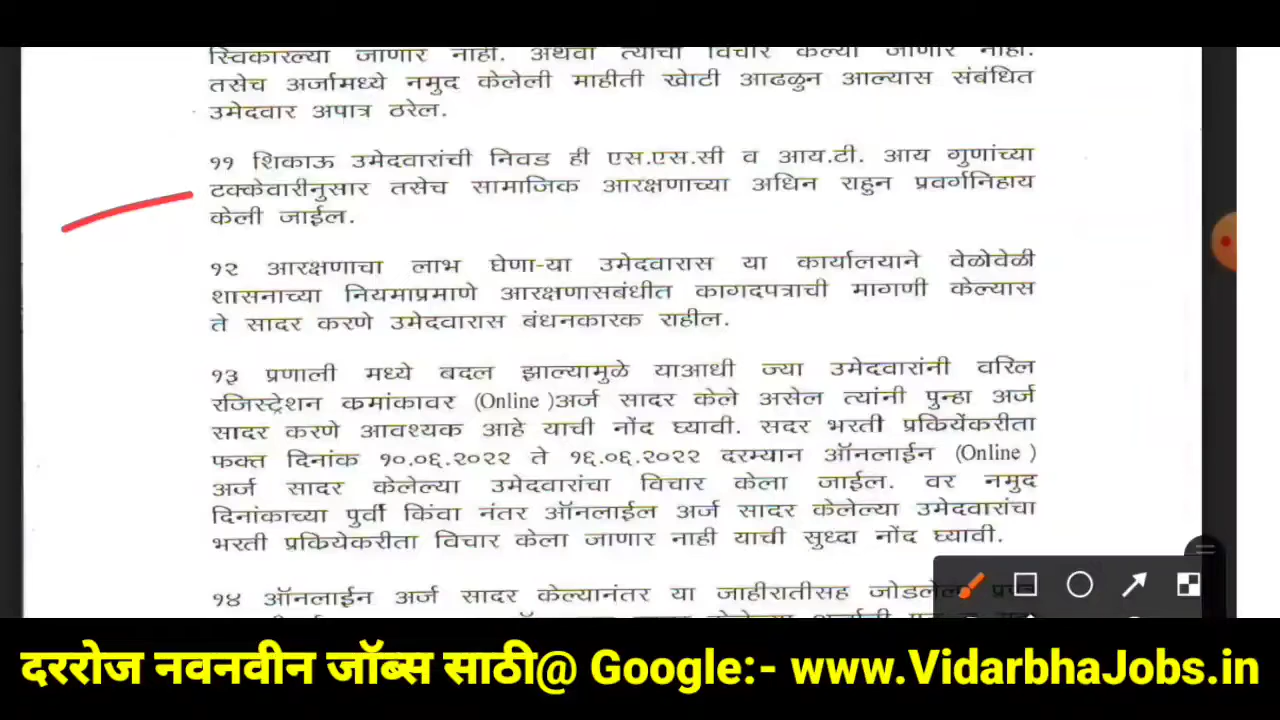 स्विकारल्या जाणार नाही. अथवा त्याचा विचार केल्या जाणार नाही.
तसेच अर्जामध्ये नमुद केलेली माहीती खोटी आढळुन आल्यास संबंधित
उमेदवार अपात्र ठरेल.
११ शिकाऊ उमेदवारांची निवड ही एस.एस.सी व आय.टी. आय गुणांच्या
टक्केवारीनुसार तसेच सामाजिक आरक्षणाच्या अधिन राहुन प्रवर्गनिहाय
केली जाईल.
१२ आरक्षणाचा लाभ घेणा-या उमेदवारास या कार्यालयाने वेळोवेळी
शासनाच्या नियमाप्रमाणे आरक्षणासबंधीत कागदपत्राची मागणी केल्यास
ते सादर करणे उमेदवारास बंधनकारक राहील.
१३ प्रणाली मध्ये बदल झाल्यामुळे याआधी ज्या उमेदवारांनी वरिल
रजिस्ट्रेशन कमांकावर (Online )अर्ज सादर केले असेल त्यांनी पुन्हा अर्ज
सादर करणे आवश्यक आहे याची नोंद घ्यावी. सदर भरती प्रकियेंकरीता
फक्त दिनांक १०.०६.२०२२ ते १६.०६.२०२२ दरम्यान ऑनलाईन (Online )
अर्ज सादर केलेल्या उमेदवारांचा विचार केला जाईल. वर नमुद
दिनांकाच्या पुर्वी किंवा नंतर ऑनलाईल अर्ज सादर केलेल्या उमेदवारांचा
भरती प्रकियेकरीता विचार केला जाणार नाही याची सुध्दा नोंद घ्यावी.
१४ ऑनलाईन अर्ज सादर केल्यानंतर या जाहीरातीसह जोडलेला
दररोज नवनवीन जॉब्स साठी@ Google:- www.VidarbhaJobs.in